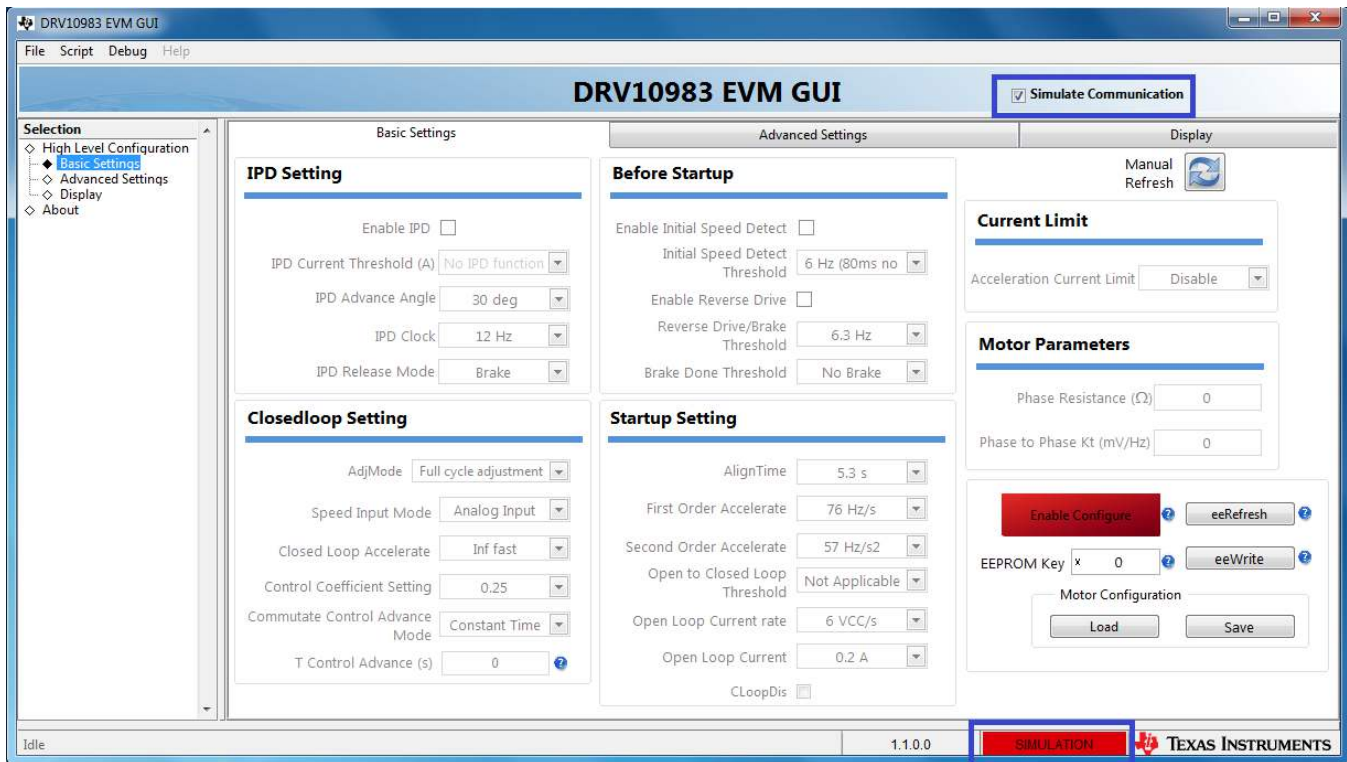 DRV10983 EVM GUI
File Script Debug Help
DRV10983 EVM GUI
Simulate Communication
Selection
High Level Configuration
Basic Settings
Advanced Settings
Display
About
Basic Settings
Advanced Settings
Display
IPD Setting
Enable IPD
IPD Current Threshold (A) No IPD function
IPD Advance Angle 30 deg
IPD Clock 12 Hz
IPD Release Mode Brake
Closedloop Setting
AdjMode Full cycle adjustment
Speed Input Mode Analog Input
Closed Loop Accelerate Inf fast
Control Coefficient Setting 0.25
Commutate Control Advance
Mode Constant Time
T Control Advance (s) 0 ?
Before Startup
Enable Initial Speed Detect
Initial Speed Detect
Threshold 6 Hz (80ms no
Enable Reverse Drive
Reverse Drive/Brake
Threshold 6.3 Hz
Brake Done Threshold No Brake
Startup Setting
AlignTime 5.3 s
First Order Accelerate 76 Hz/s
Second Order Accelerate 57 Hz/s2
Open to Closed Loop
Threshold Not Applicable
Open Loop Current rate 6 VCC/s
Open Loop Current 0.2 A
CLoopDis
Manual
Refresh
Current Limit
Acceleration Current Limit Disable
Motor Parameters
Phase Resistance (Ω) 0
Phase to Phase Kt (mV/Hz) 0
Enable Configure ? eeRefresh ?
EEPROM Key x 0 ? eeWrite ?
Motor Configuration
Load Save
Idle
1.1.0.0
SIMULATION
TEXAS INSTRUMENTS